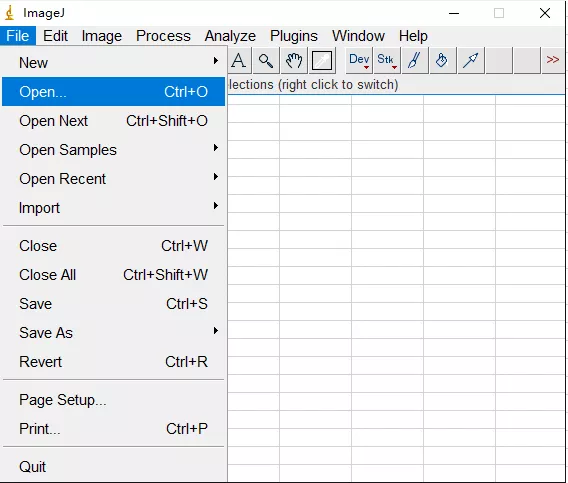 ImageJ
File Edit Image Process Analyze Plugins Window Help
New
A Dev Stk >>
Open... Ctrl+O
lections (right click to switch)
Open Next Ctrl+Shift+O
Open Samples
Open Recent
Import
Close Ctrl+W
Close All Ctrl+Shift+W
Save Ctrl+S
Save As
Revert Ctrl+R
Page Setup...
Print... Ctrl+P
Quit